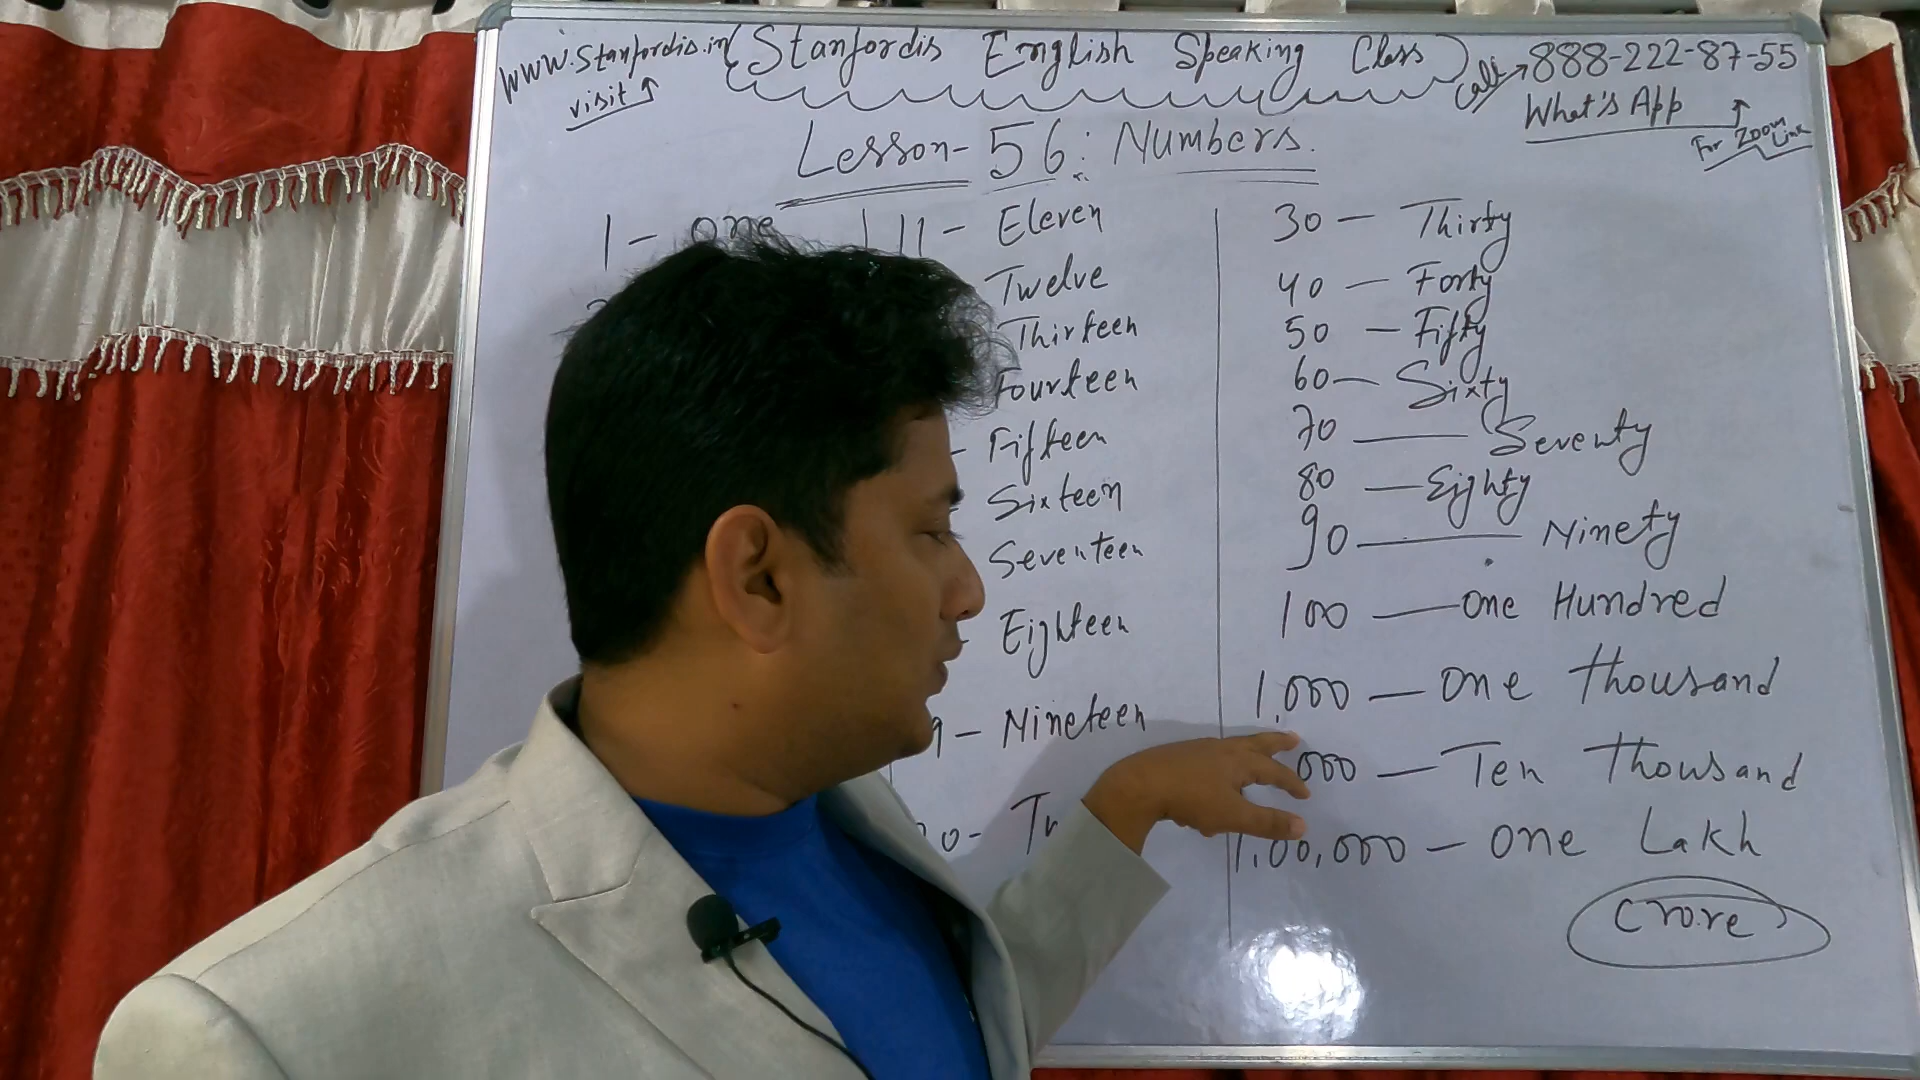 www.stanfordis.in
visit
Stanfordis English Speaking Class
Call
888-222-87-55
What's App
For Zoom Link
Lesson-56: Numbers.
1 - One
11 - Eleven
Twelve
Thirteen
Fourteen
- Fifteen
Sixteen
Seventeen
Eighteen
9 - Nineteen
0 - Tw
30 - Thirty
40 - Forty
50 - Fifty
60 - Sixty
70 - Seventy
80 - Eighty
90 - Ninety
100 - One Hundred
1,000 - One Thousand
000 - Ten Thousand
1,00,000 - One Lakh
Crore